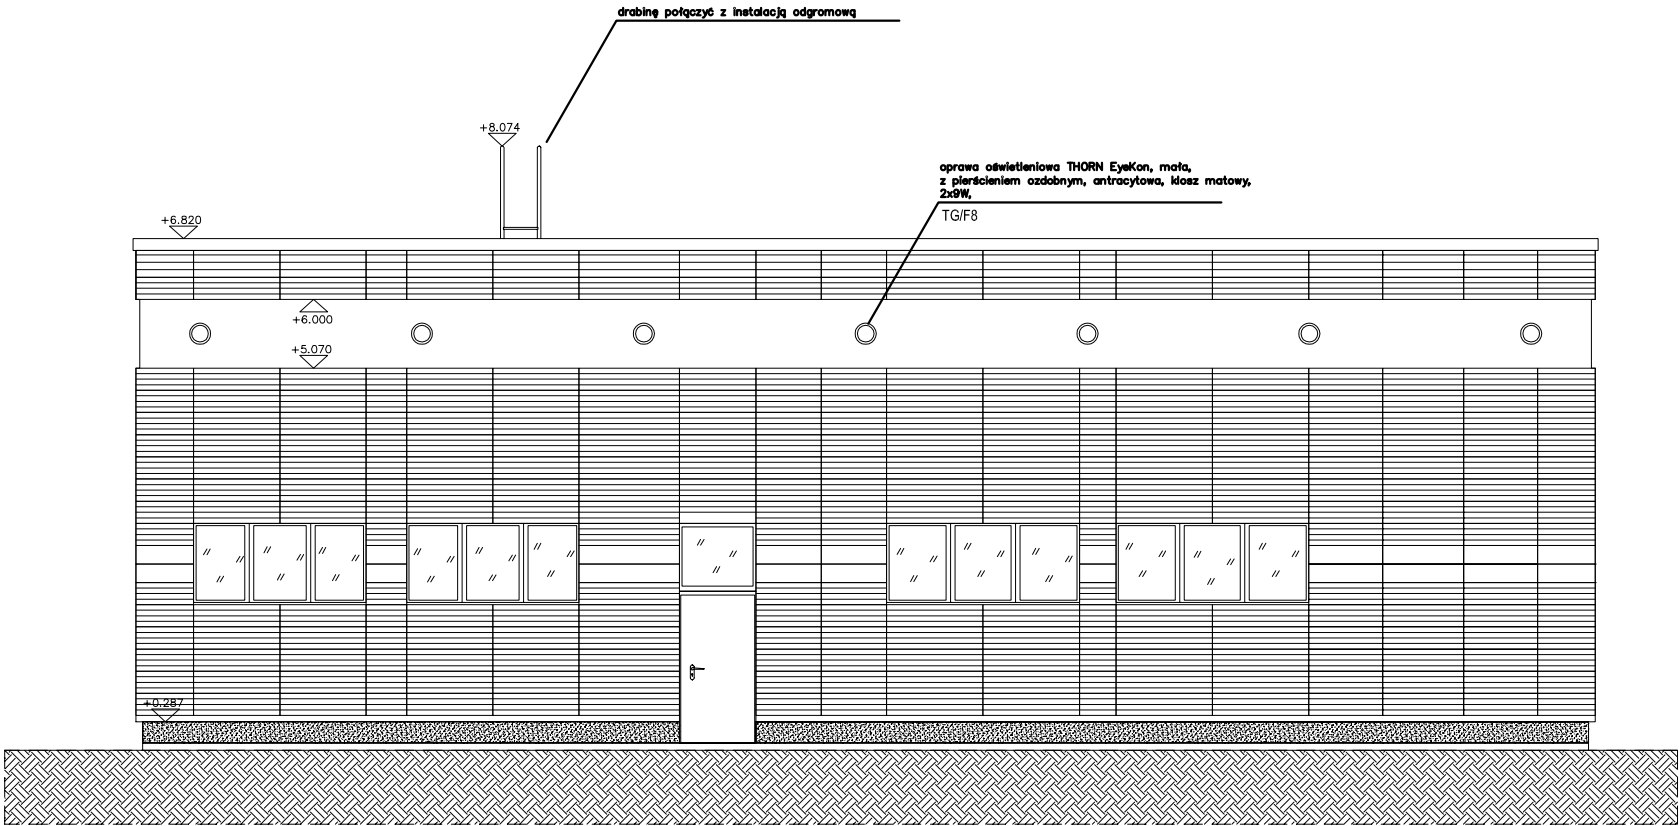 drabinę połączyć z instalacją odgromową
+8.074
oprawa oświetleniowa THORN EyeKon, mała,
z pierścieniem ozdobnym, antracytowa, klosz matowy,
2x9W,
TG/F8
+6.820
+6.000
+5.070
+0.287